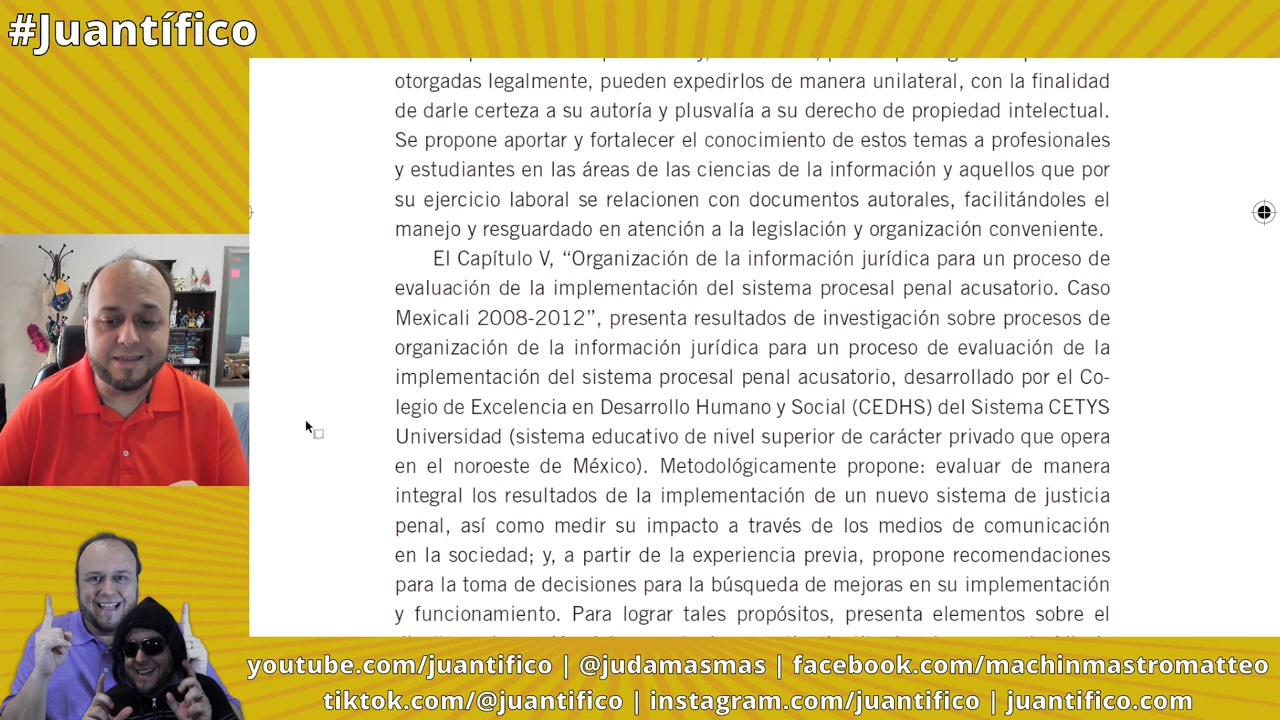 #Juantífico
otorgadas legalmente, pueden expedirlos de manera unilateral, con la finalidad
de darle certeza a su autoría y plusvalía a su derecho de propiedad intelectual.
Se propone aportar y fortalecer el conocimiento de estos temas a profesionales
y estudiantes en las áreas de las ciencias de la información y aquellos que por
su ejercicio laboral se relacionen con documentos autorales, facilitándoles el
manejo y resguardado en atención a la legislación y organización conveniente.
El Capítulo V, “Organización de la información jurídica para un proceso de
evaluación de la implementación del sistema procesal penal acusatorio. Caso
Mexicali 2008-2012”, presenta resultados de investigación sobre procesos de
organización de la información jurídica para un proceso de evaluación de la
implementación del sistema procesal penal acusatorio, desarrollado por el Co-
legio de Excelencia en Desarrollo Humano y Social (CEDHS) del Sistema CETYS
Universidad (sistema educativo de nivel superior de carácter privado que opera
en el noroeste de México). Metodológicamente propone: evaluar de manera
integral los resultados de la implementación de un nuevo sistema de justicia
penal, así como medir su impacto a través de los medios de comunicación
en la sociedad; y, a partir de la experiencia previa, propone recomendaciones
para la toma de decisiones para la búsqueda de mejoras en su implementación
y funcionamiento. Para lograr tales propósitos, presenta elementos sobre el
youtube.com/juantifico | @judamasmas | facebook.com/machinmastromatteo
tiktok.com/@juantifico | instagram.com/juantifico | juantifico.com